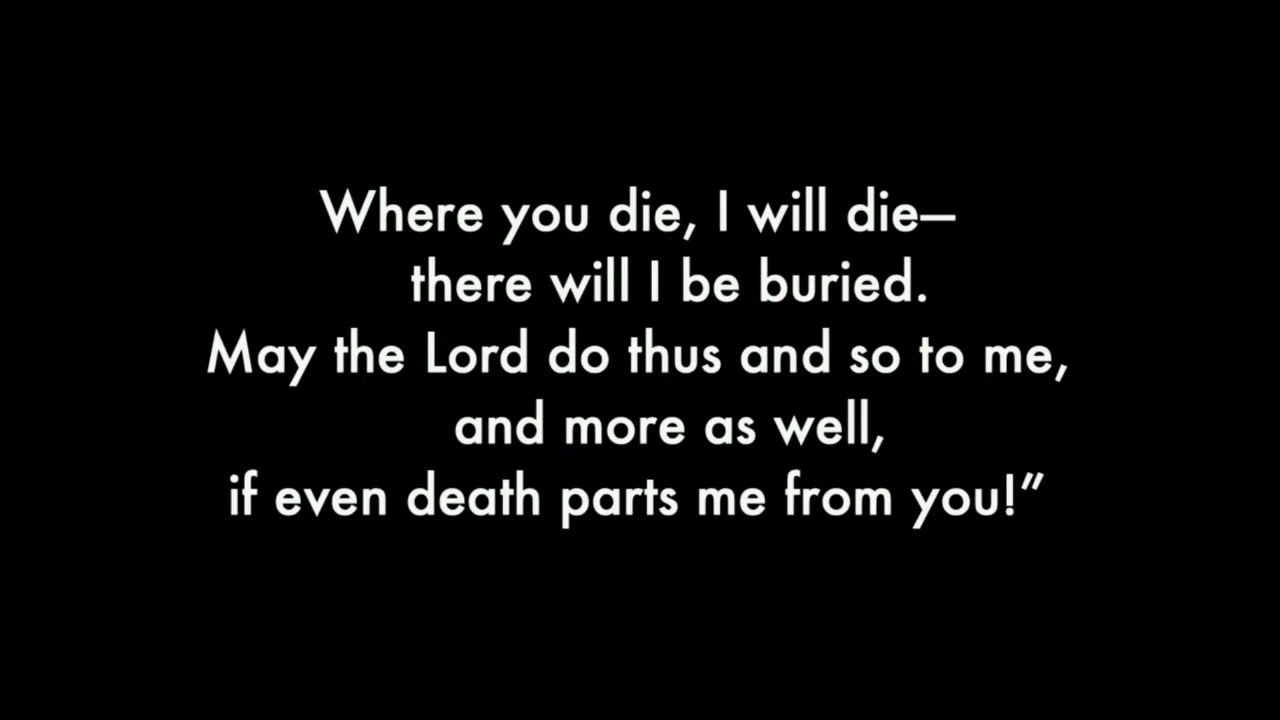 Where you die, I will die—
there will I be buried.
May the Lord do thus and so to me,
and more as well,
if even death parts me from you!”